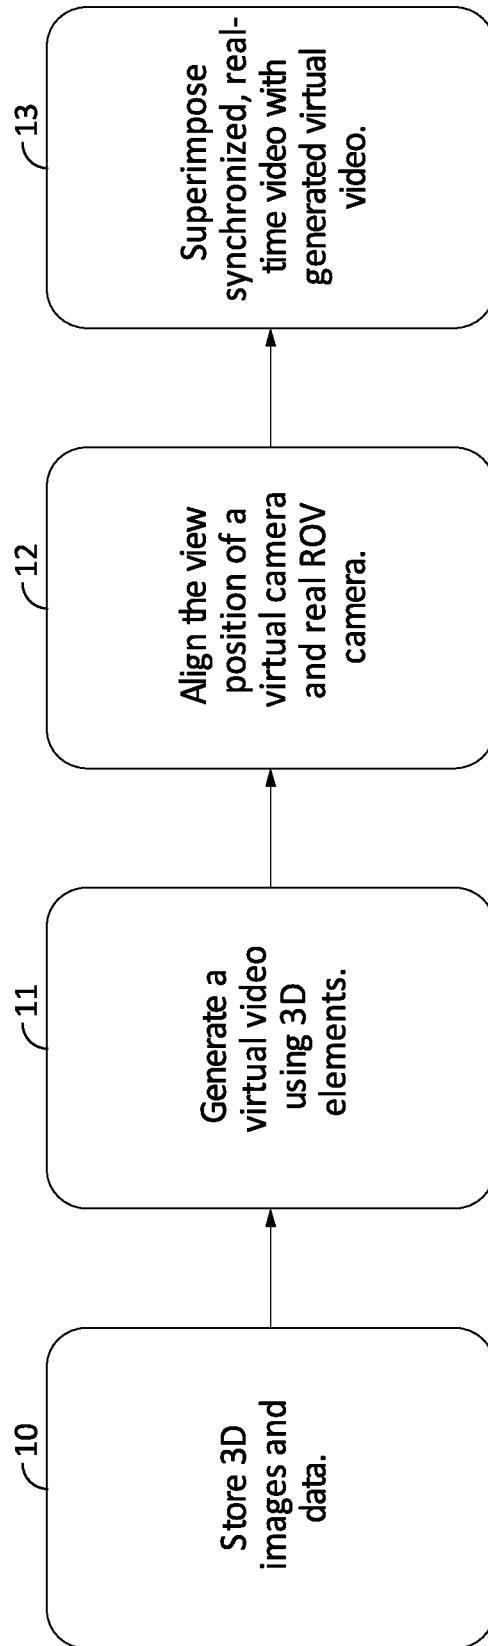 10
Store 3D
images and
data.
11
Generate a
virtual video
using 3D
elements.
12
Align the view
position of a
virtual camera
and real ROV
camera.
13
Superimpose
synchronized, real-
time video with
generated virtual
video.